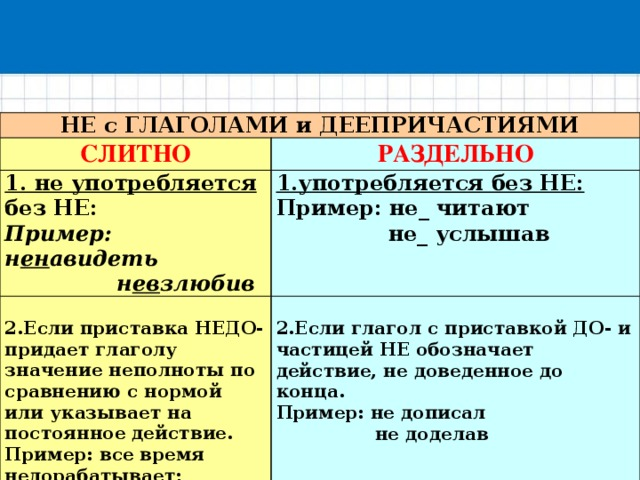 НЕ с ГЛАГОЛАМИ и ДЕЕПРИЧАСТИЯМИ
СЛИТНО
РАЗДЕЛЬНО
1. не употребляется
без НЕ:
Пример:
ненавидеть
невзлюбив
1.употребляется без НЕ:
Пример: не_ читают
не_ услышав
2.Если приставка НЕДО-
придает глаголу
значение неполноты по
сравнению с нормой
или указывает на
постоянное действие.
Пример: все время
недорабатывает;
2.Если глагол с приставкой ДО- и
частицей НЕ обозначает
действие, не доведенное до
конца.
Пример: не дописал
не доделав